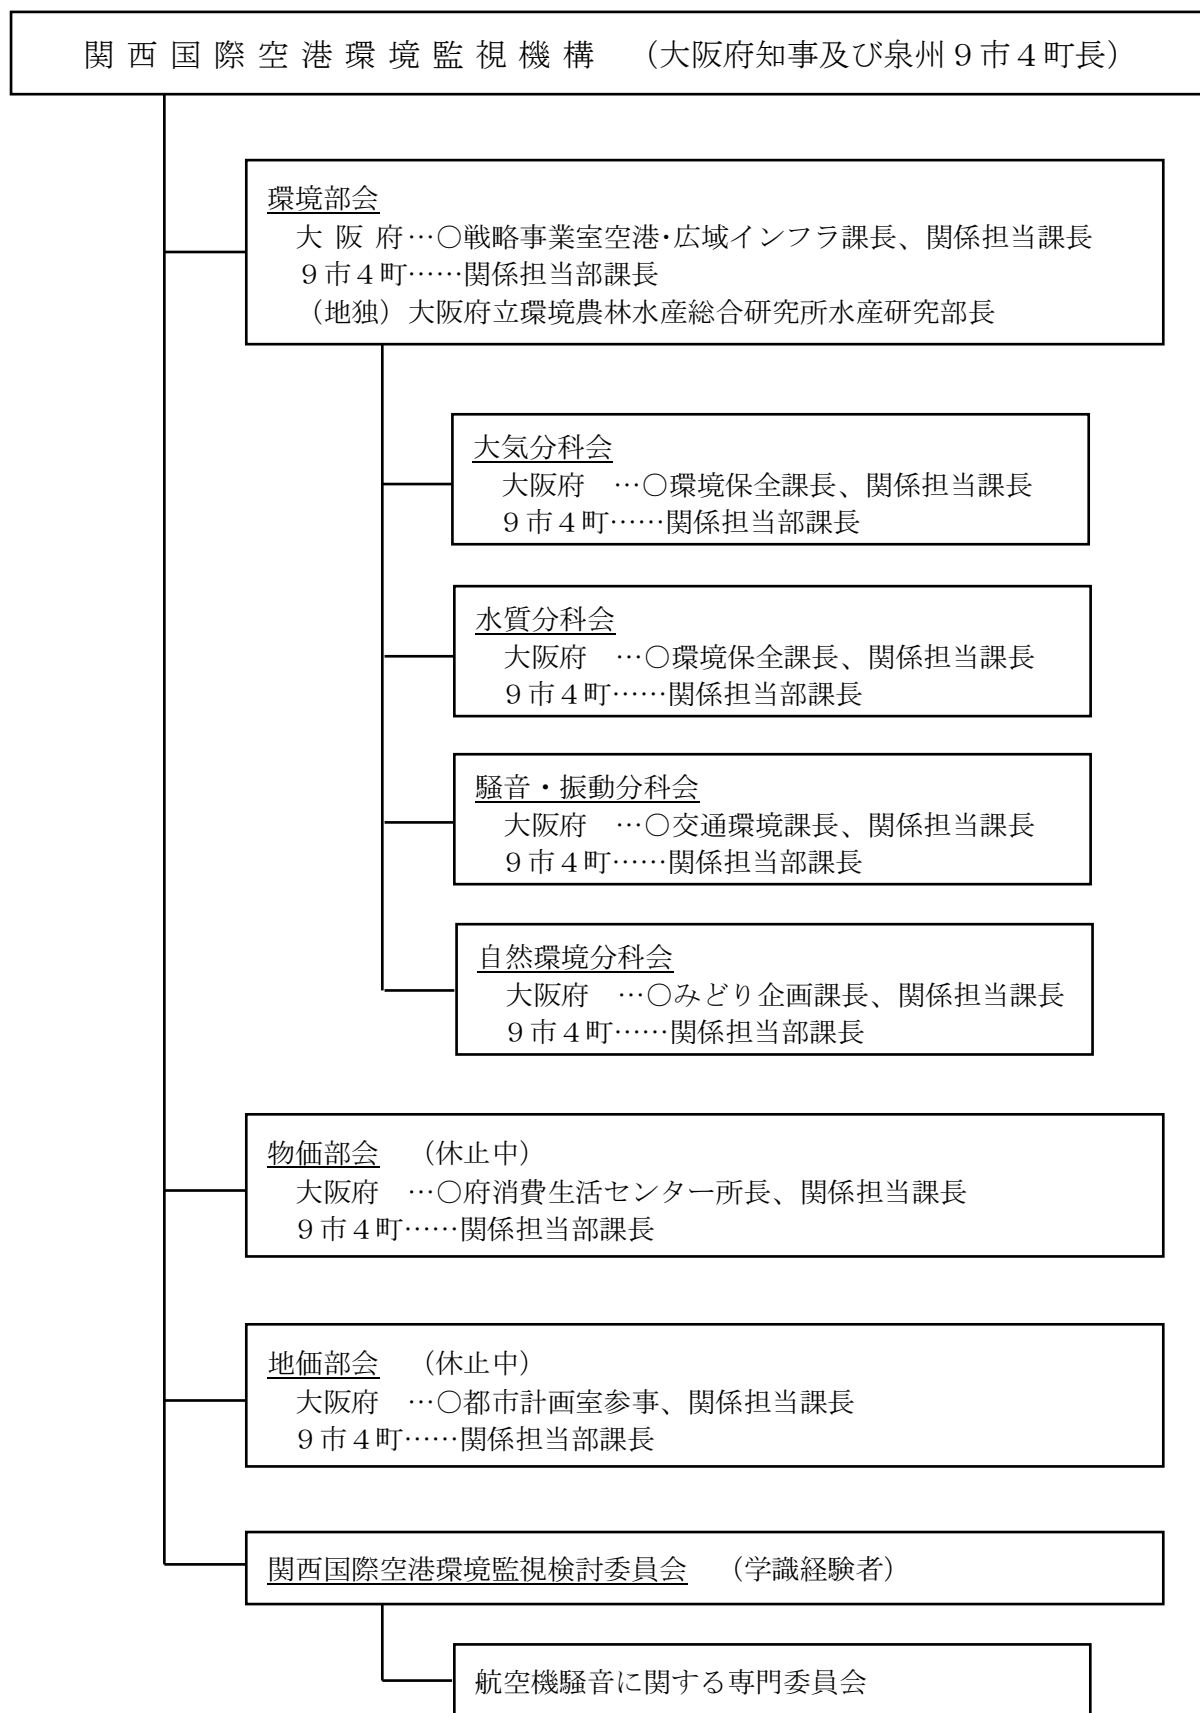 関西国際空港環境監視機構　（大阪府知事及び泉州９市４町長）
環境部会
大 阪 府…○戦略事業室空港・広域インフラ課長、関係担当課長
９市４町……関係担当部課長
（地独）大阪府立環境農林水産総合研究所水産研究部長
大気分科会
大阪府　…○環境保全課長、関係担当課長
９市４町……関係担当部課長
水質分科会
大阪府　…○環境保全課長、関係担当課長
９市４町……関係担当部課長
騒音・振動分科会
大阪府　…○交通環境課長、関係担当課長
９市４町……関係担当部課長
自然環境分科会
大阪府　…○みどり企画課長、関係担当課長
９市４町……関係担当部課長
物価部会　（休止中）
大阪府　…○府消費生活センター所長、関係担当課長
９市４町……関係担当部課長
地価部会　（休止中）
大阪府　…○都市計画室参事、関係担当課長
９市４町……関係担当部課長
関西国際空港環境監視検討委員会　（学識経験者）
航空機騒音に関する専門委員会